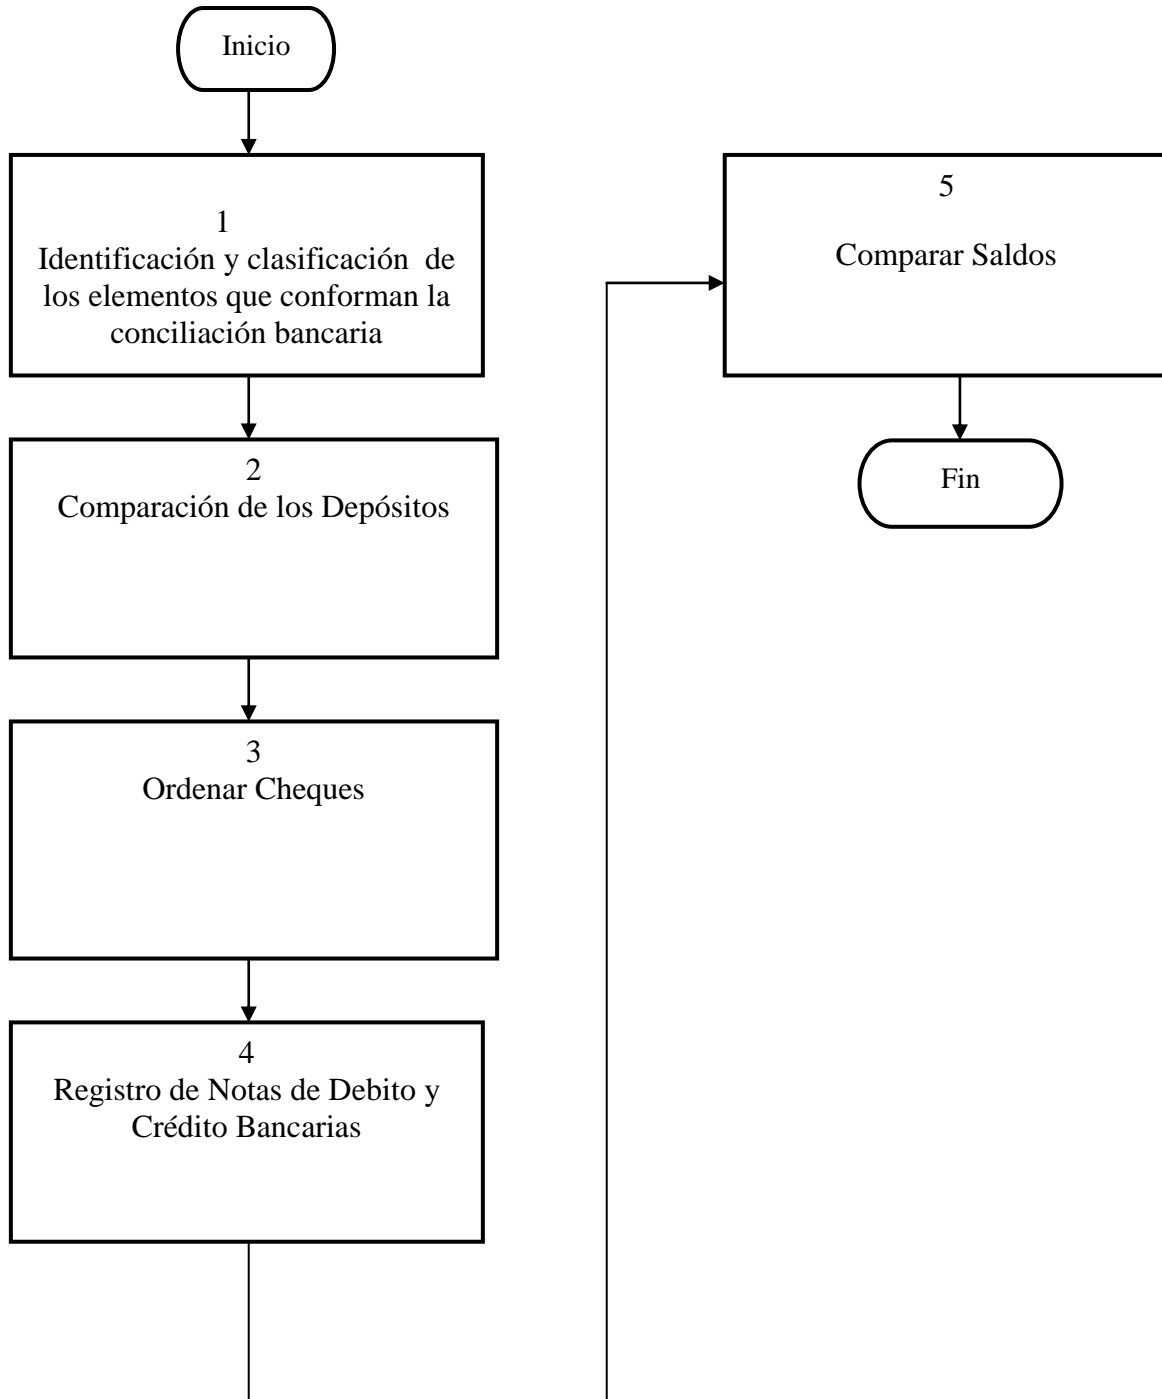 Inicio
1
Identificación y clasificación de
los elementos que conforman la
conciliación bancaria
2
Comparación de los Depósitos
3
Ordenar Cheques
4
Registro de Notas de Debito y
Crédito Bancarias
5
Comparar Saldos
Fin